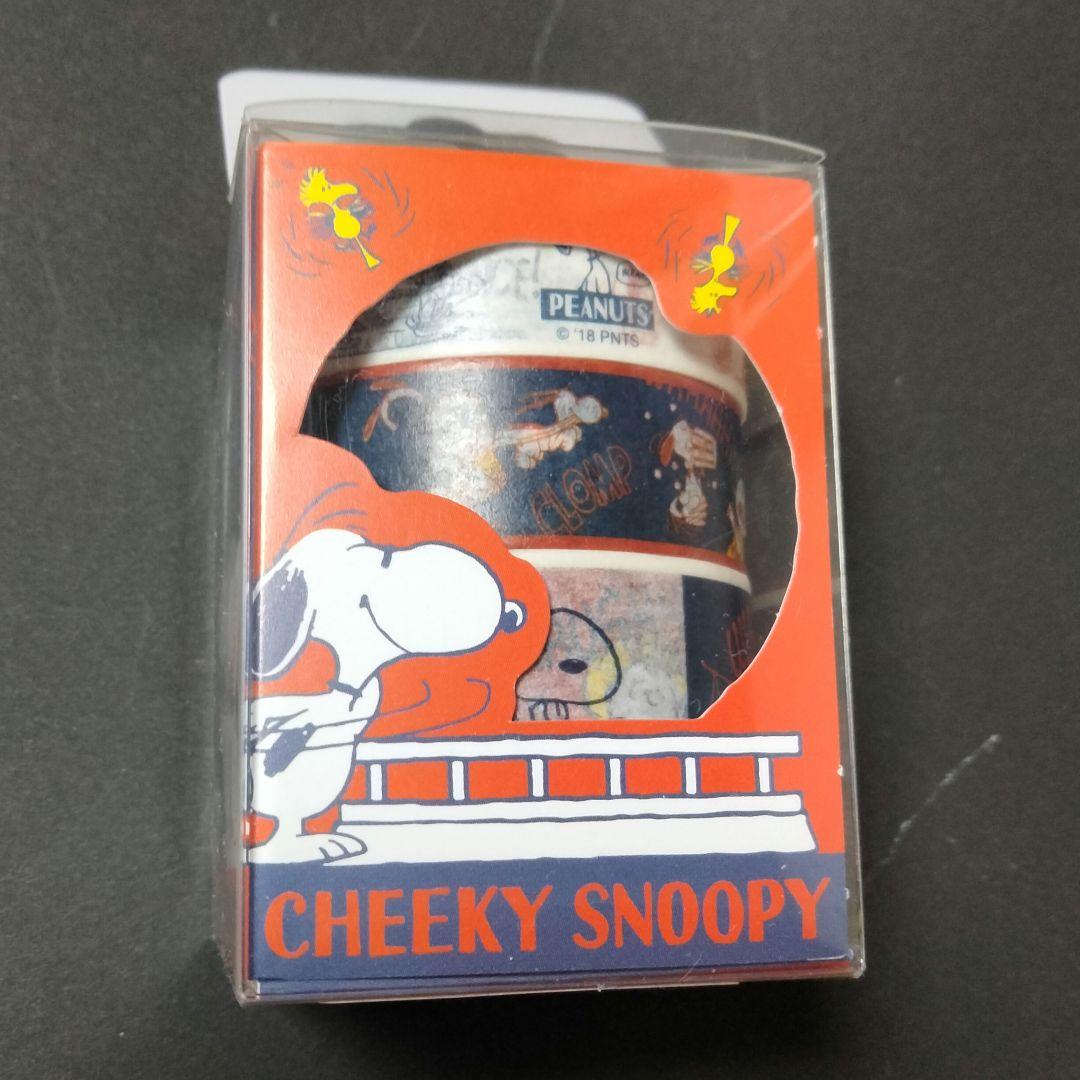 PEANUTS
© '18 PNTS
CLOMP
CHEEKY SNOOPY